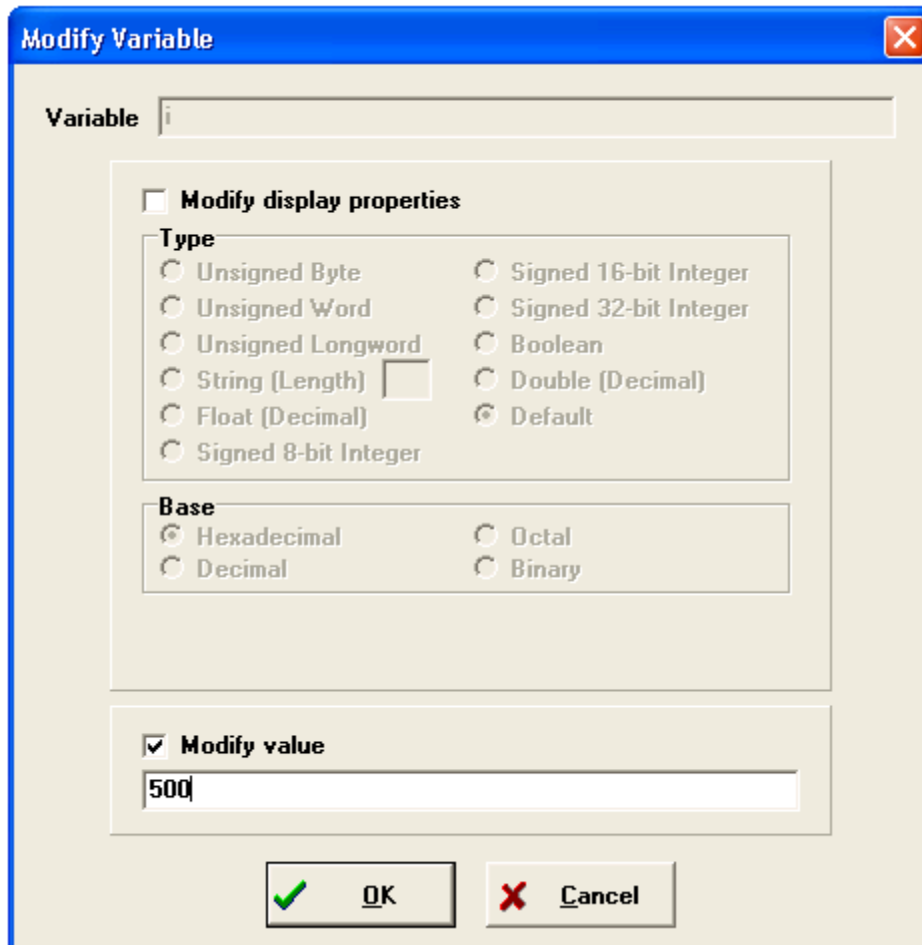 Modify Variable
Variable i
Modify display properties
Type
Unsigned Byte
Signed 16-bit Integer
Unsigned Word
Signed 32-bit Integer
Unsigned Longword
Boolean
String (Length)
Double (Decimal)
Float (Decimal)
Default
Signed 8-bit Integer
Base
Hexadecimal
Octal
Decimal
Binary
Modify value
500
OK
Cancel